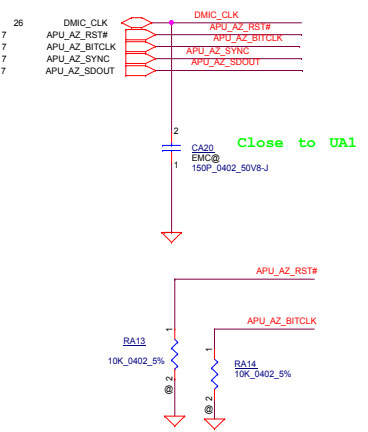 DMIC_CLK
26 DMIC_CLK
APU_AZ_RST#
7 APU_AZ_RST#
APU_AZ_BITCLK
7 APU_AZ_BITCLK
APU_AZ_SYNC
7 APU_AZ_SYNC
APU_AZ_SDOUT
7 APU_AZ_SDOUT
2
CA20
EMC@
150P_0402_50V8-J
1
Close to UA1
APU_AZ_RST#
APU_AZ_BITCLK
1
RA13
10K_0402_5%
2
@
1
RA14
10K_0402_5%
2
@